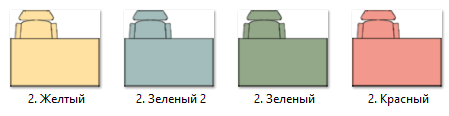 2. Желтый
2. Зеленый 2
2. Зеленый
2. Красный